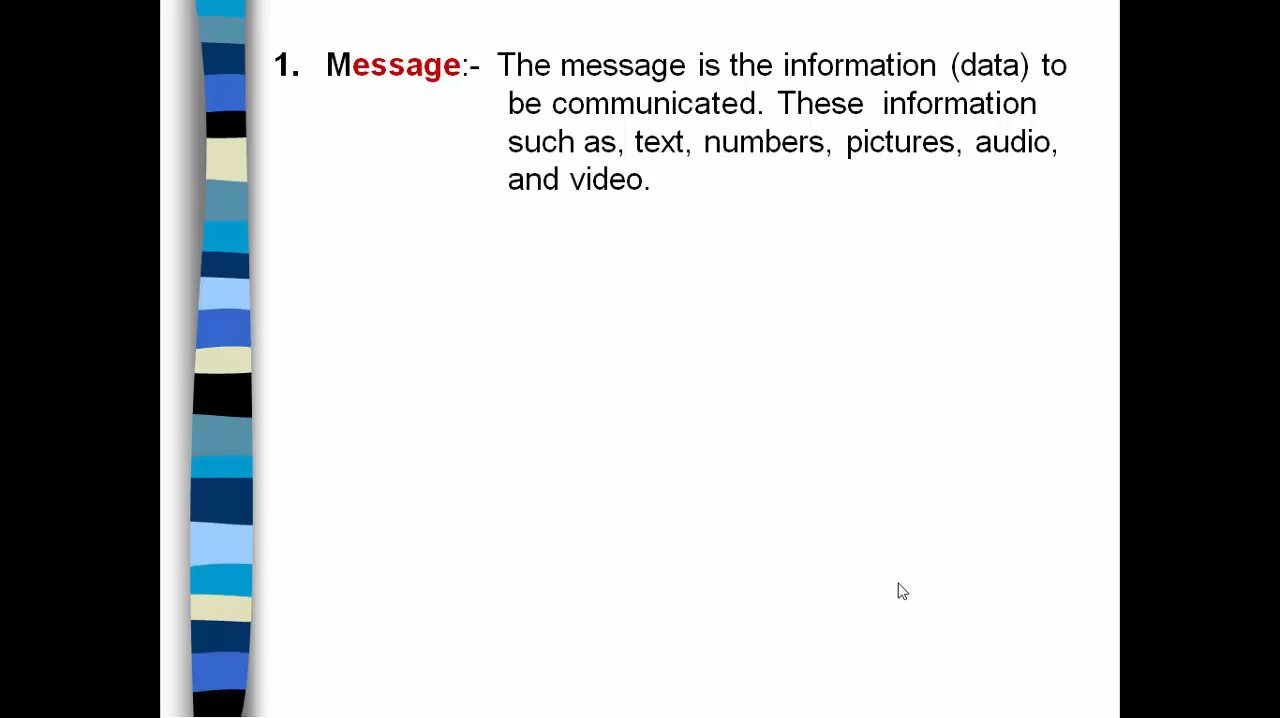 1. Message:- The message is the information (data) to
be communicated. These information
such as, text, numbers, pictures, audio,
and video.